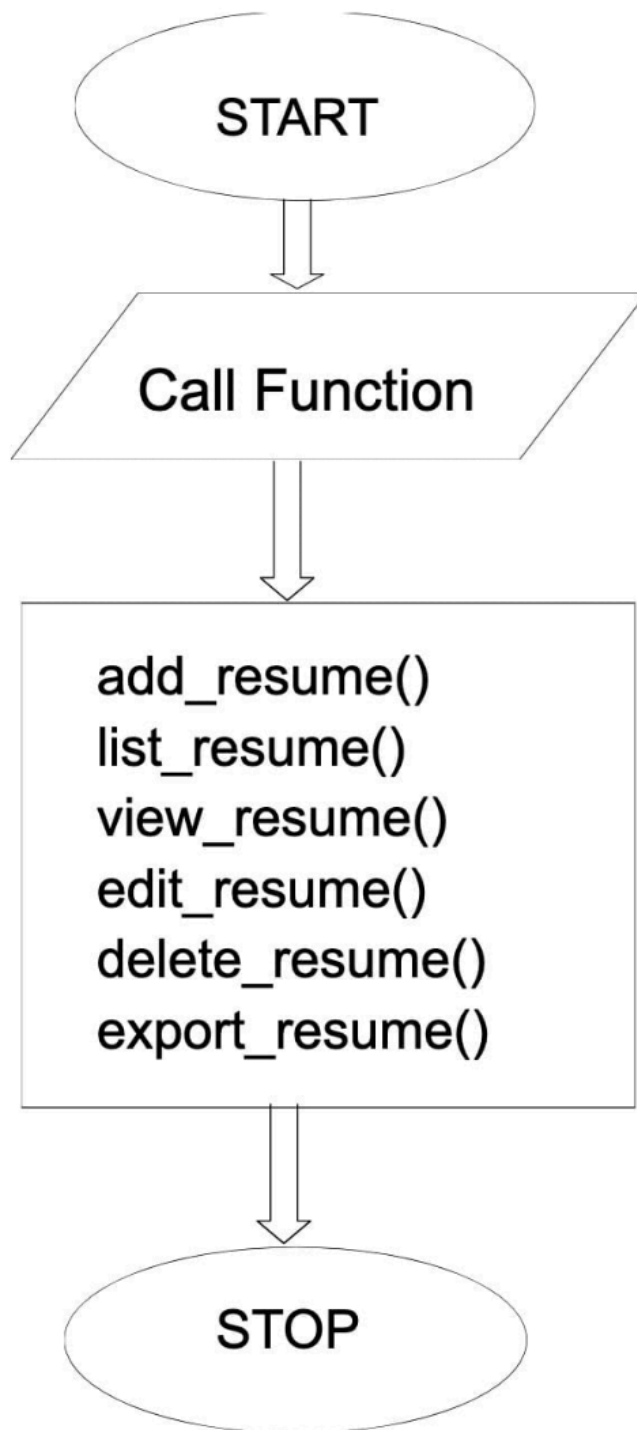 START
Call Function
add_resume()
list_resume()
view_resume()
edit_resume()
delete_resume()
export_resume()
STOP